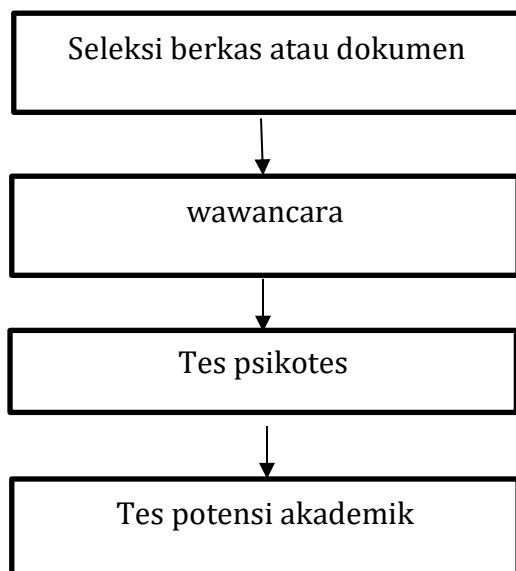 Seleksi berkas atau dokumen
wawancara
Tes psikotes
Tes potensi akademik